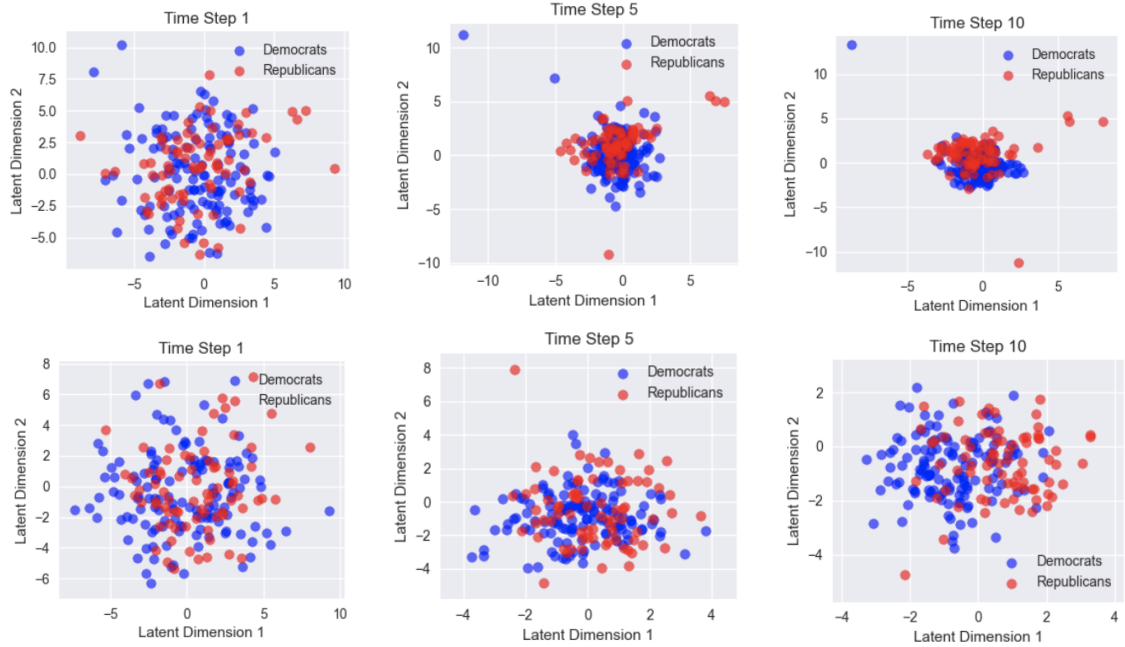 Time Step 1
Democrats
Republicans
10.0
7.5
5.0
2.5
0.0
−2.5
−5.0
Latent Dimension 2
−5
0
5
10
Latent Dimension 1
Time Step 5
Democrats
Republicans
10
5
0
−5
−10
Latent Dimension 2
−10
−5
0
5
Latent Dimension 1
Time Step 10
Democrats
Republicans
10
5
0
−5
−10
Latent Dimension 2
−5
0
5
Latent Dimension 1
Time Step 1
Democrats
Republicans
8
6
4
2
0
−2
−4
−6
Latent Dimension 2
−5
0
5
10
Latent Dimension 1
Time Step 5
Democrats
Republicans
8
6
4
2
0
−2
−4
Latent Dimension 2
−4
−2
0
2
4
Latent Dimension 1
Time Step 10
2
0
−2
−4
Latent Dimension 2
Democrats
Republicans
−4
−2
0
2
4
Latent Dimension 1